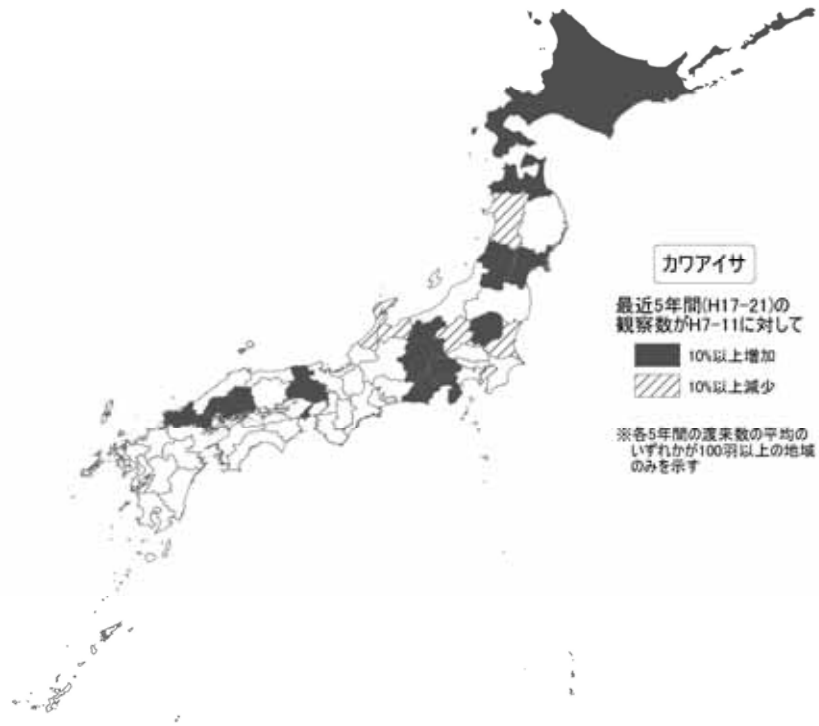 カワアイサ
最近5年間(H17-21)の
観察数がH7-11に対して
10%以上増加
10%以上減少
※各5年間の渡来数の平均の
いずれかが100羽以上の地域
のみを示す